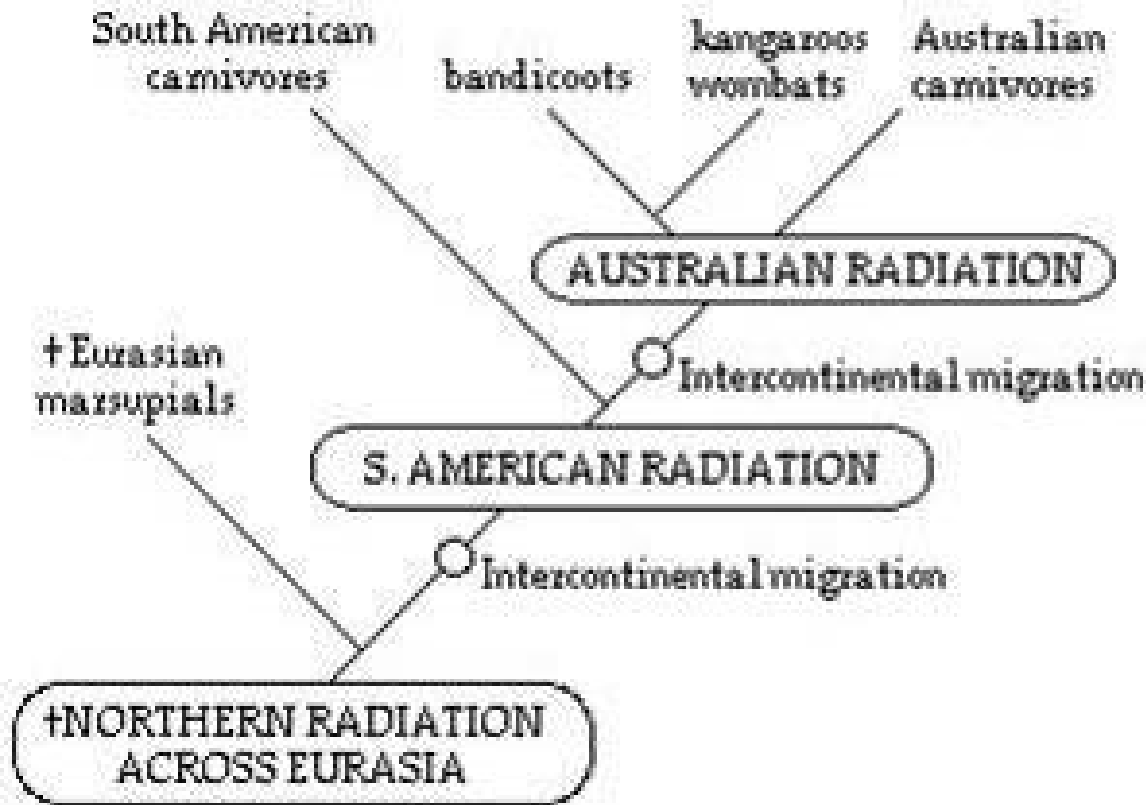 South American
carnivores
bandicoots
kangaroos
wombats
Australian
carnivores
AUSTRALIAN RADIATION
†Eurasian
marsupials
Intercontinental migration
S. AMERICAN RADIATION
Intercontinental migration
†NORTHERN RADIATION
ACROSS EURASIA